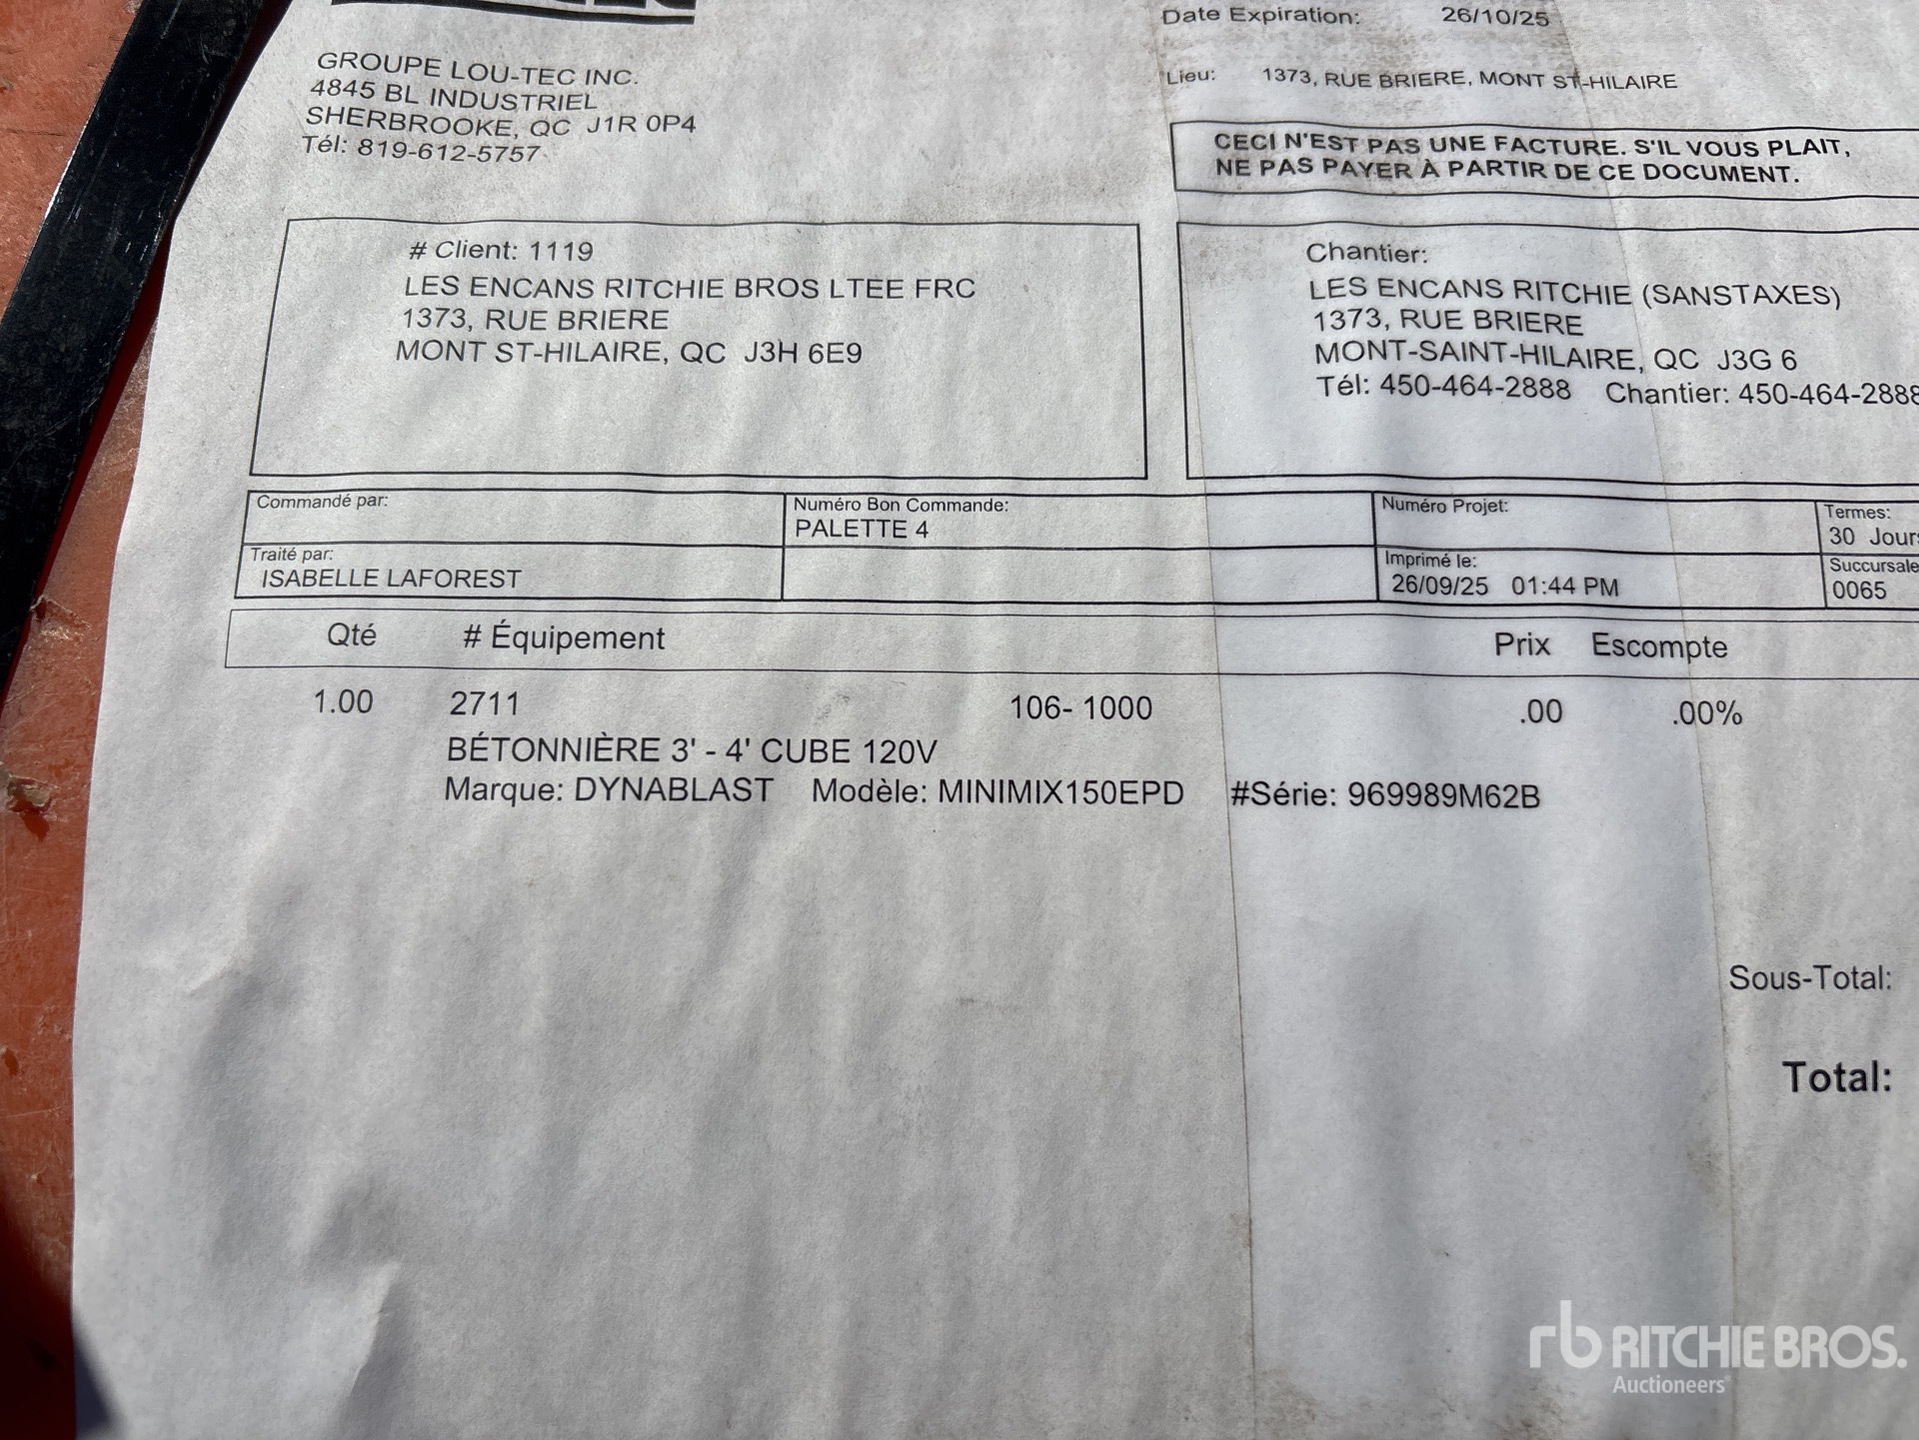 Date Expiration: 26/10/25
GROUPE LOU-TEC INC.
4845 BL INDUSTRIEL
SHERBROOKE, QC J1R 0P4
Tél: 819-612-5757
Lieu: 1373, RUE BRIERE, MONT ST-HILAIRE
CECI N'EST PAS UNE FACTURE. S'IL VOUS PLAIT,
NE PAS PAYER À PARTIR DE CE DOCUMENT.
# Client: 1119
LES ENCANS RITCHIE BROS LTEE FRC
1373, RUE BRIERE
MONT ST-HILAIRE, QC J3H 6E9
Chantier:
LES ENCANS RITCHIE (SANSTAXES)
1373, RUE BRIERE
MONT-SAINT-HILAIRE, QC J3G 6
Tél: 450-464-2888 Chantier: 450-464-2888
Commandé par:
Numéro Bon Commande:
PALETTE 4
Numéro Projet:
Termes:
30 Jours
Traité par:
ISABELLE LAFOREST
Imprimé le:
26/09/25 01:44 PM
Succursale
0065
Qté # Équipement Prix Escompte
1.00 2711 106- 1000 .00 .00%
BÉTONNIÈRE 3' - 4' CUBE 120V
Marque: DYNABLAST Modèle: MINIMIX150EPD #Série: 969989M62B
Sous-Total:
Total:
rb RITCHIE BROS.
Auctioneers